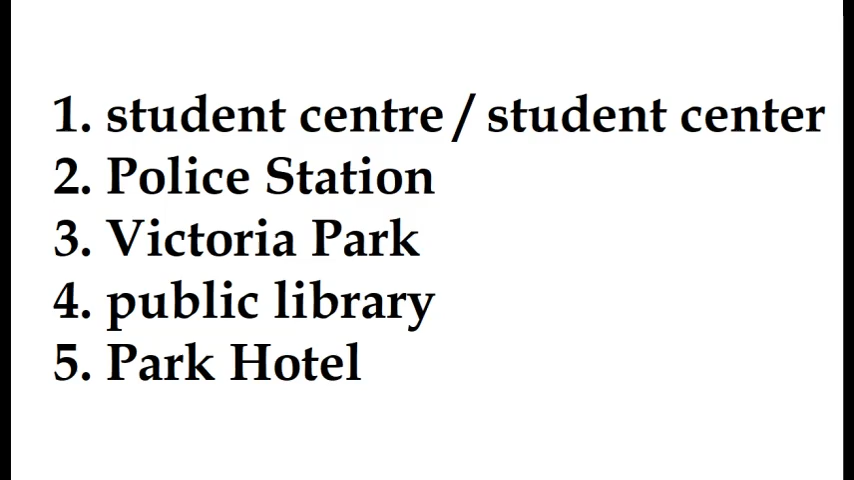 1. student centre / student center
2. Police Station
3. Victoria Park
4. public library
5. Park Hotel